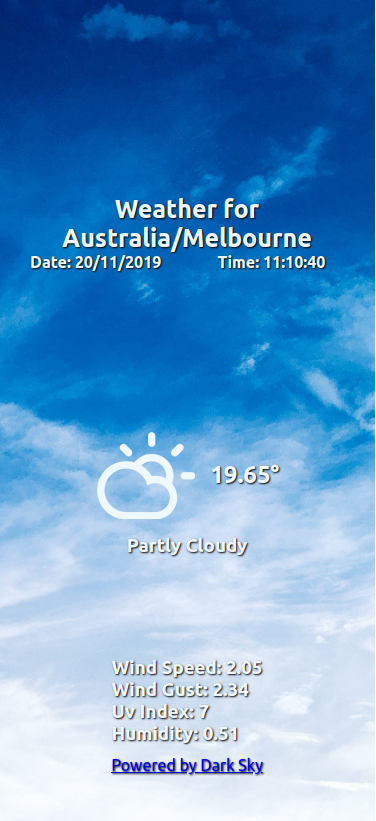 Weather for
Australia/Melbourne
Date: 20/11/2019 Time: 11:10:40
19.65°
Partly Cloudy
Wind Speed: 2.05
Wind Gust: 2.34
Uv Index: 7
Humidity: 0.51
Powered by Dark Sky